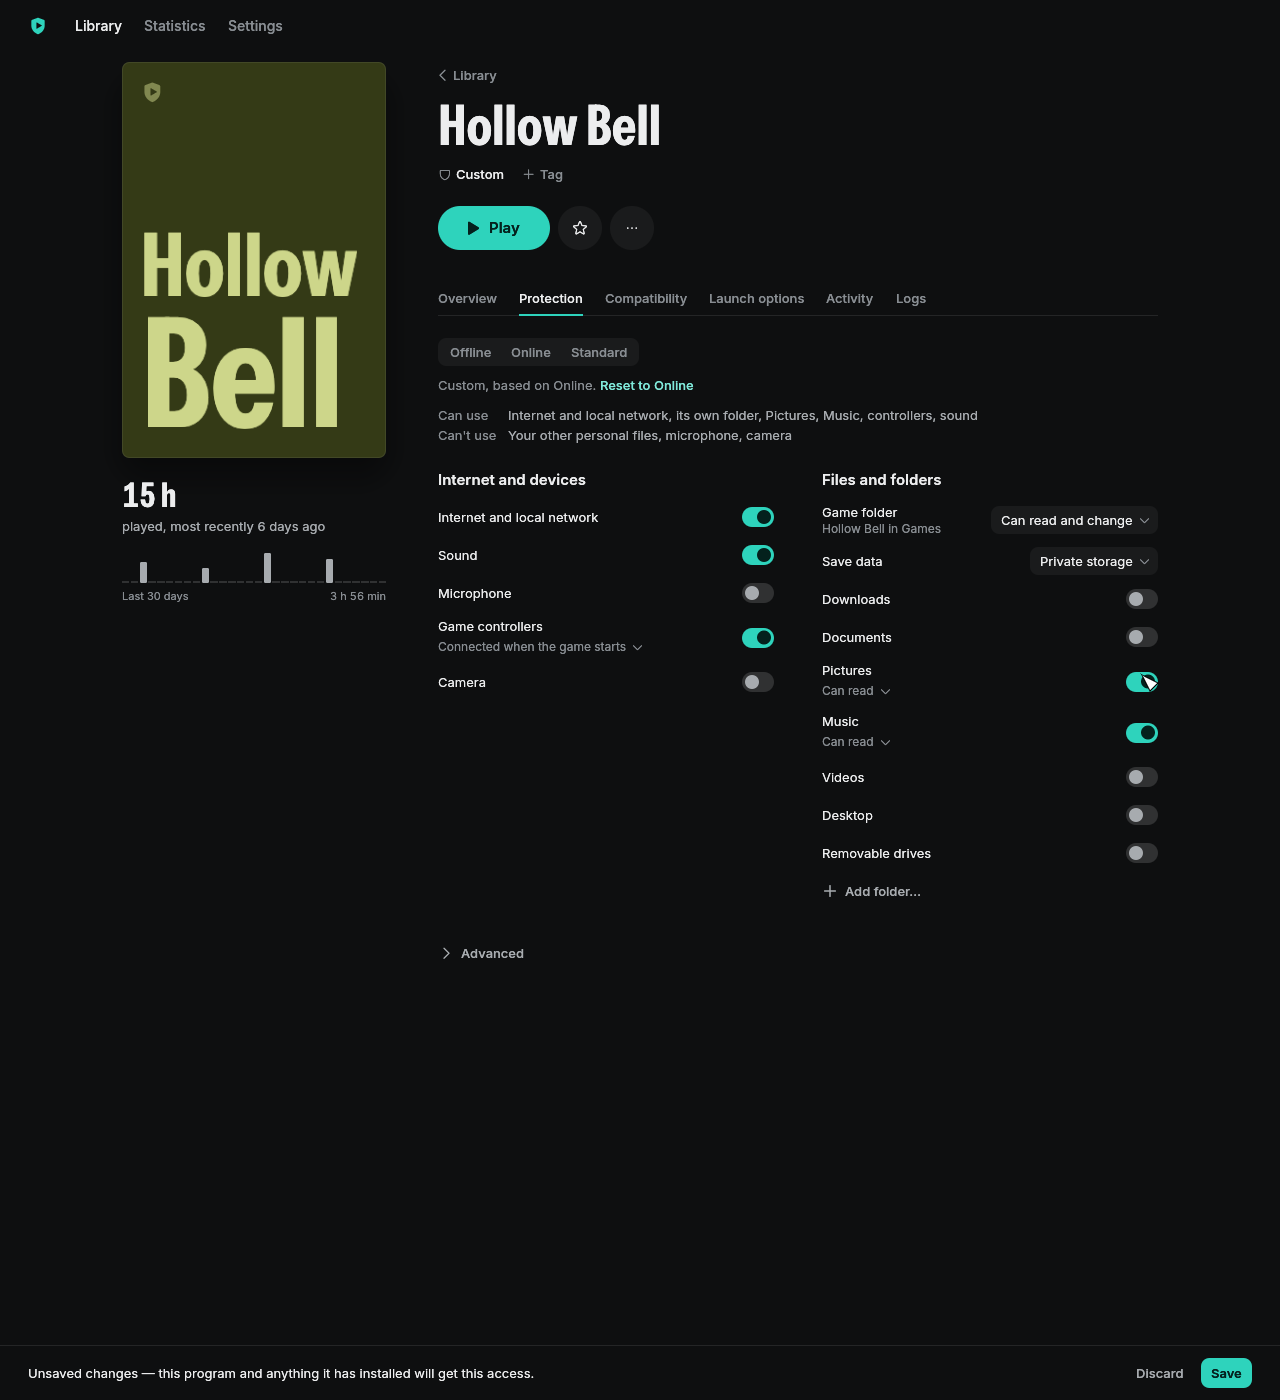 Library
Statistics
Settings
Hollow
Bell
15 h
played, most recently 6 days ago
Last 30 days
3 h 56 min
Library
Hollow Bell
Custom
Tag
Play
Overview
Protection
Compatibility
Launch options
Activity
Logs
Offline
Online
Standard
Custom, based on Online. Reset to Online
Can use Internet and local network, its own folder, Pictures, Music, controllers, sound
Can't use Your other personal files, microphone, camera
Internet and devices
Internet and local network
Sound
Microphone
Game controllers
Connected when the game starts
Camera
Files and folders
Game folder
Hollow Bell in Games
Can read and change
Save data
Private storage
Downloads
Documents
Pictures
Can read
Music
Can read
Videos
Desktop
Removable drives
Add folder...
Advanced
Unsaved changes — this program and anything it has installed will get this access.
Discard
Save